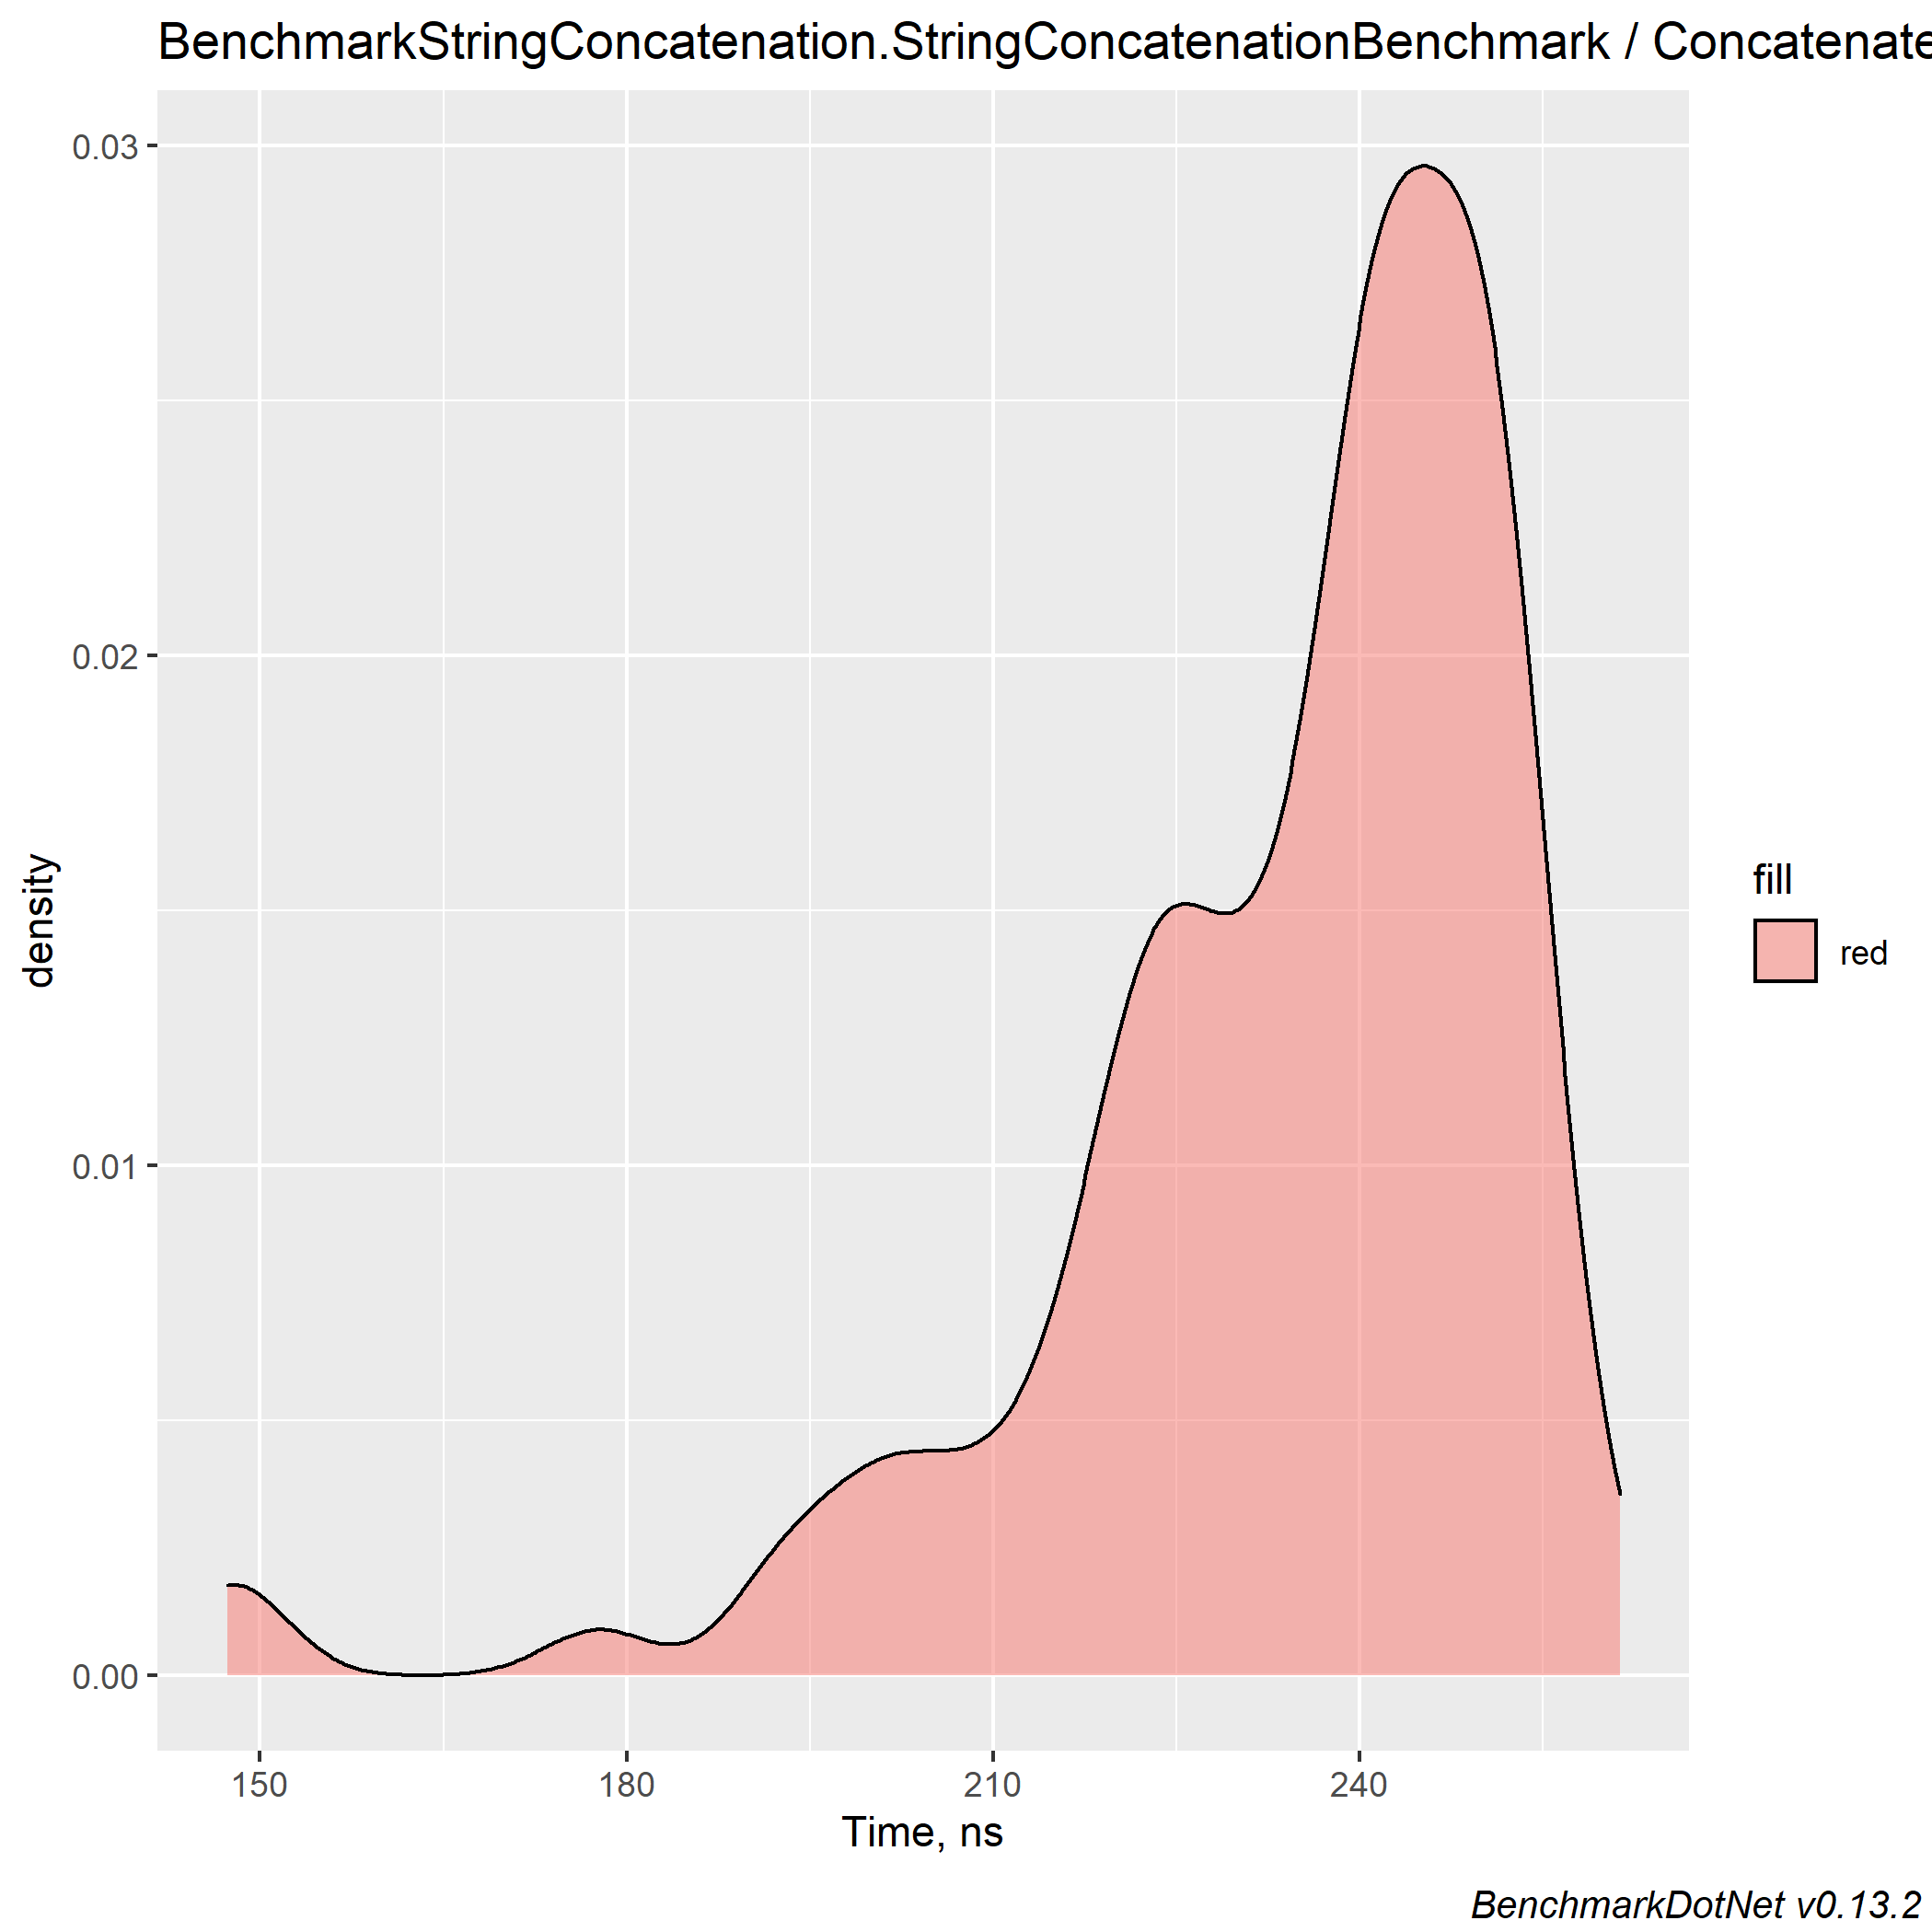 BenchmarkStringConcatenation.StringConcatenationBenchmark / Concatenate
0.03
0.02
0.01
0.00
density
150 180 210 240
Time, ns
fill
red
BenchmarkDotNet v0.13.2